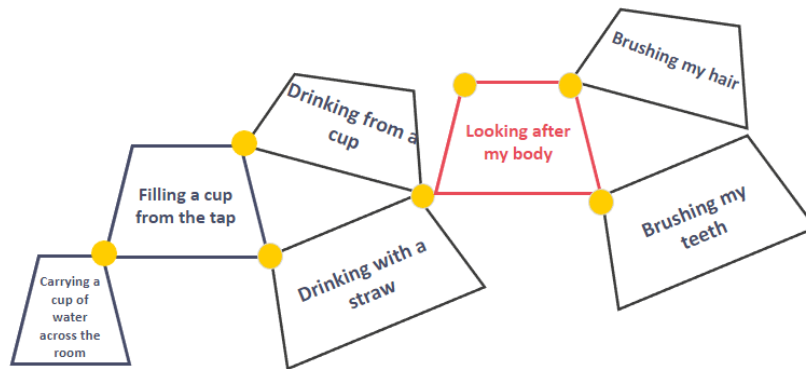 Carrying a
cup of
water
across the
room
Filling a cup
from the tap
Drinking from a
cup
Drinking with a
straw
Looking after
my body
Brushing my hair
Brushing my
teeth